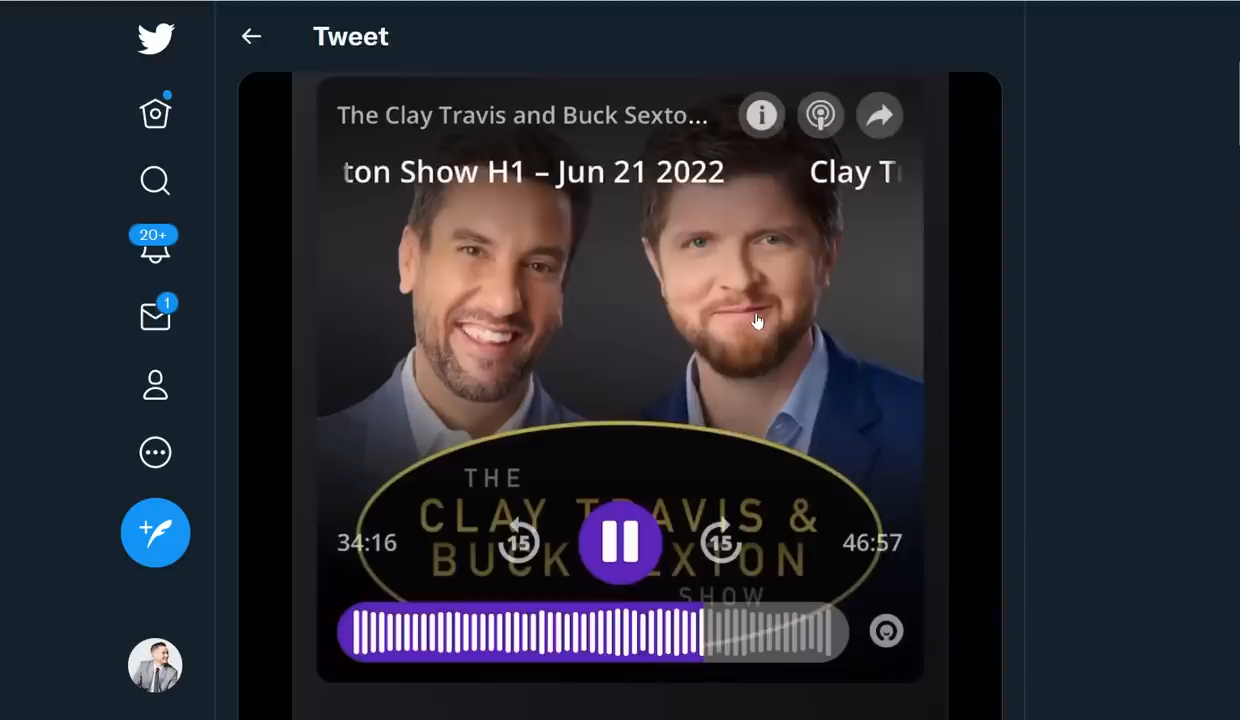 Tweet
The Clay Travis and Buck Sexto...
ton Show H1 – Jun 21 2022 Clay T
20+
1
THE
CLAY TRAVIS &
BUCK SEXTON
SHOW
34:16 15 15 46:57